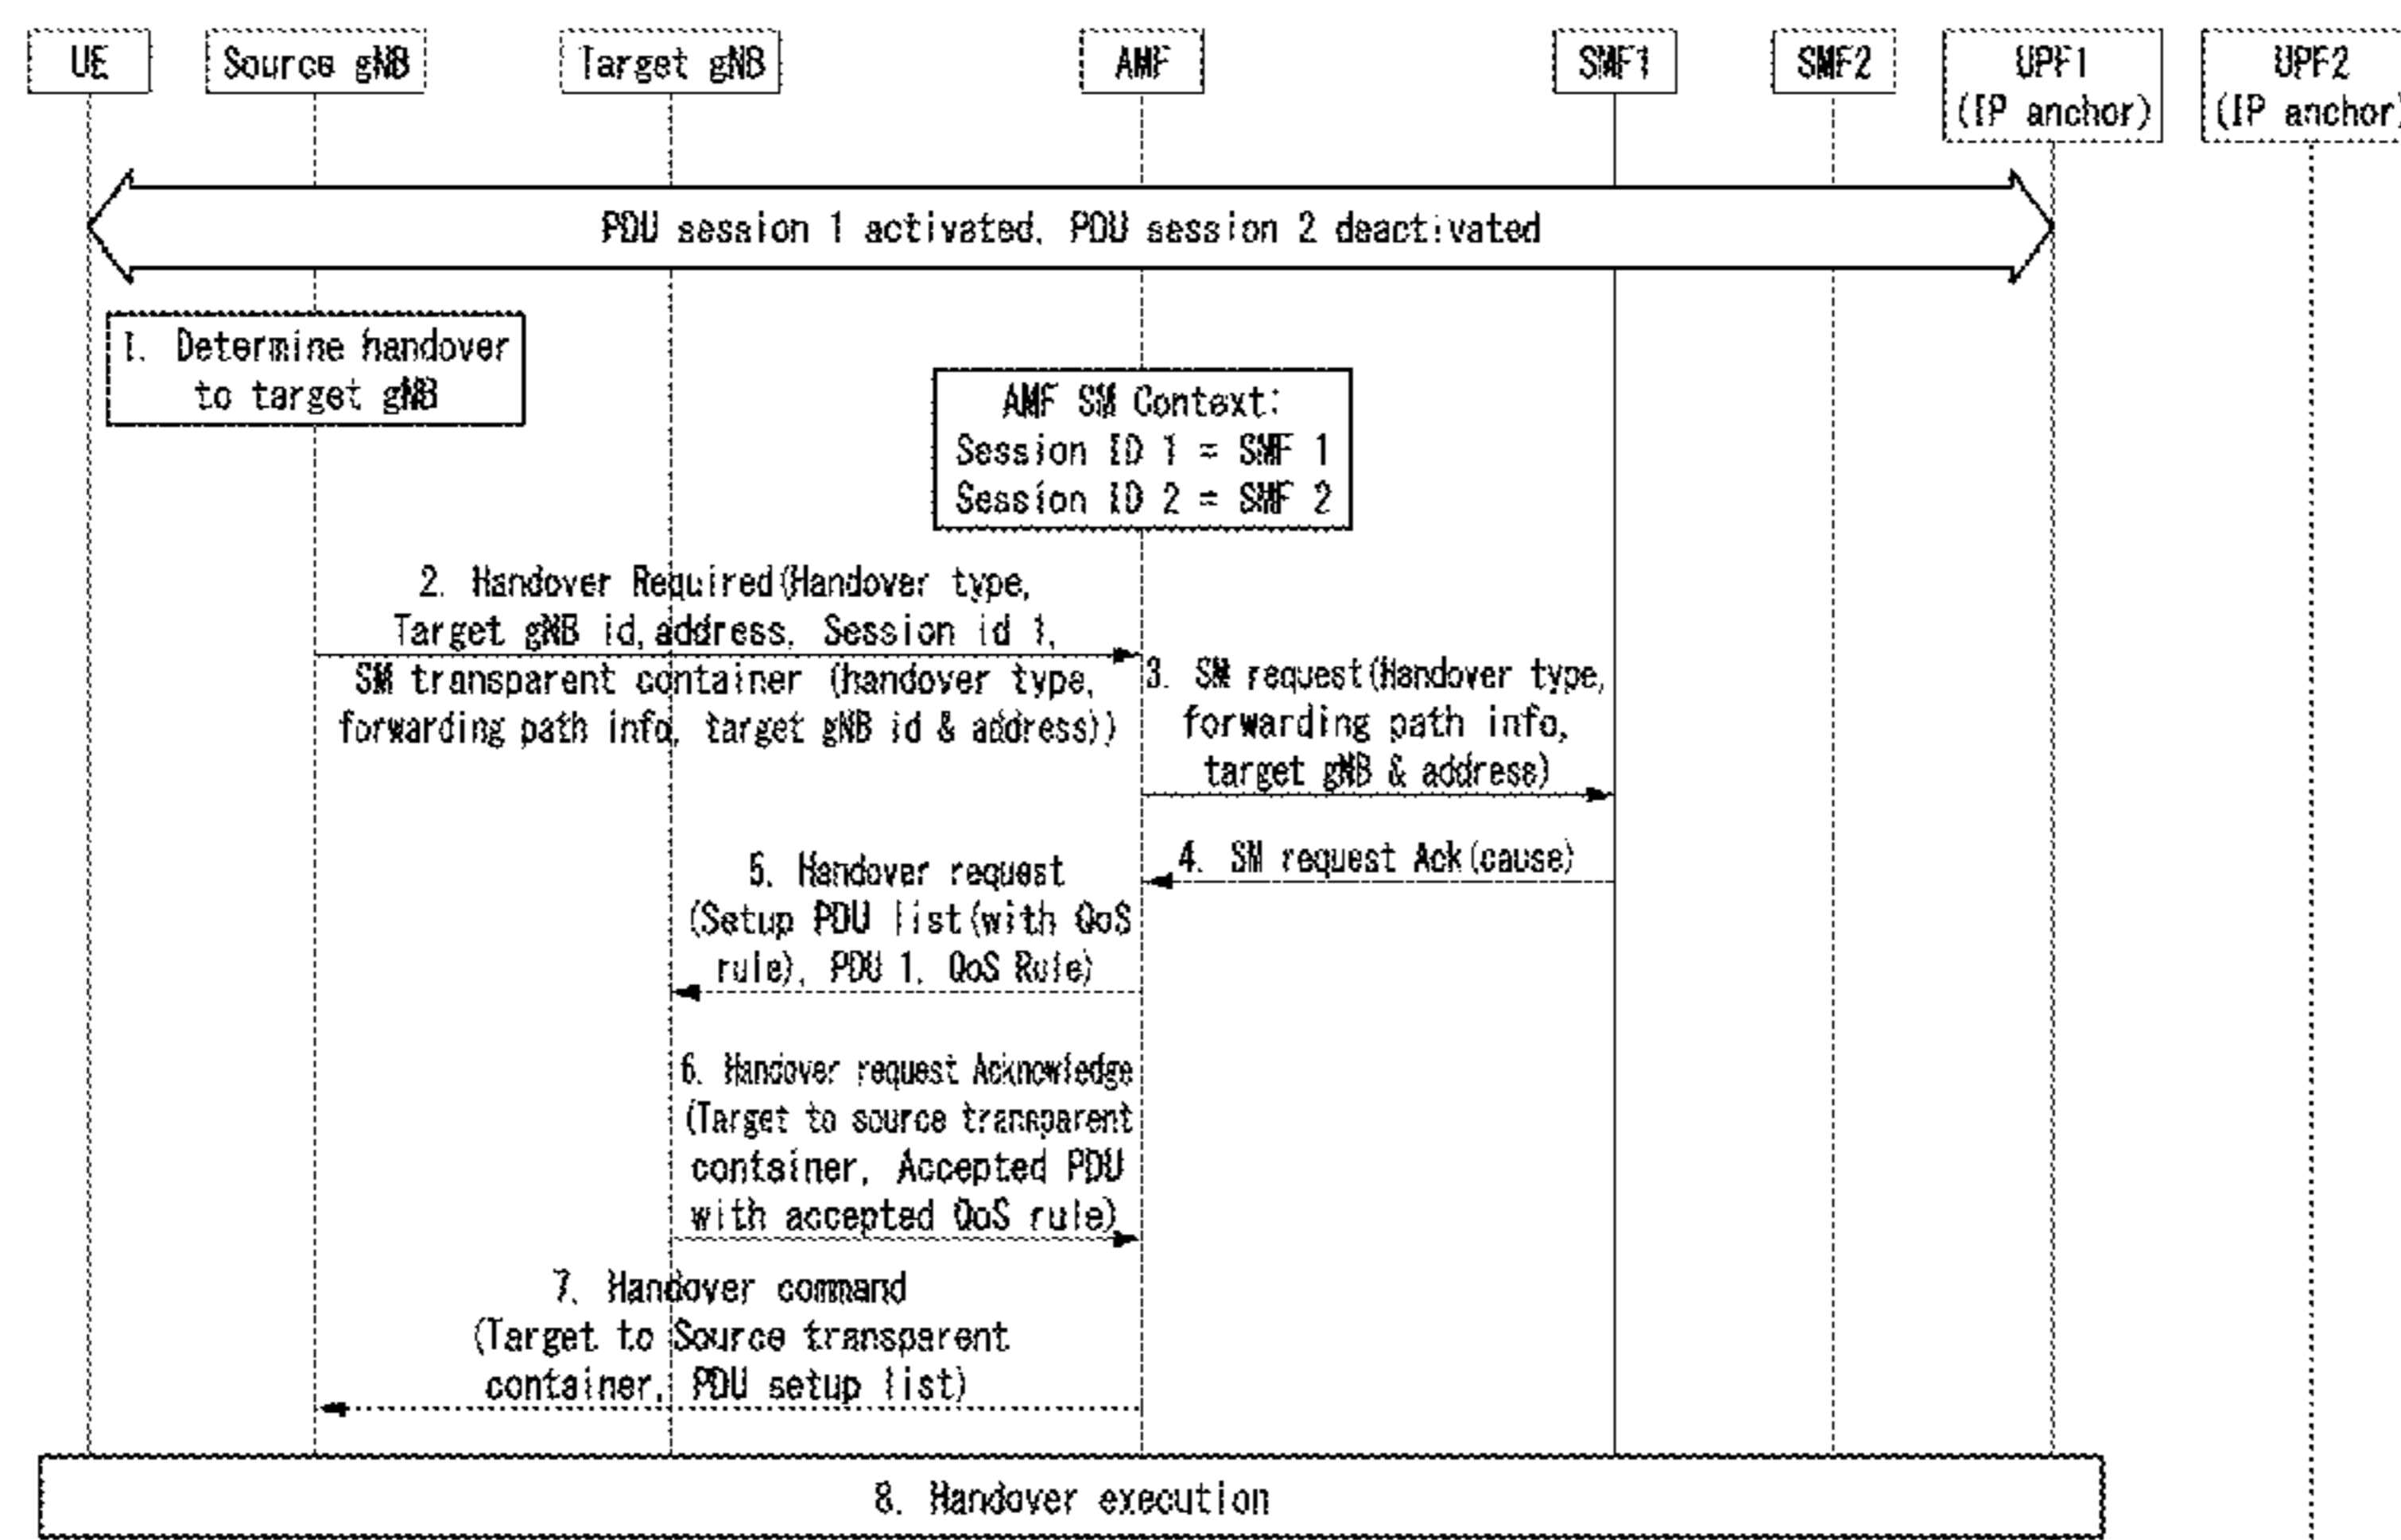 UE
Source gNB
Target gNB
AMF
SMF1
SMF2
UPF1
(IP anchor)
UPF2
(IP anchor)
PDU session 1 activated, PDU session 2 deactivated
1. Determine handover
to target gNB
AMF SM Context:
Session ID 1 = SMF 1
Session ID 2 = SMF 2
2. Handover Required(Handover type,
Target gNB id,address, Session id 1,
SM transparent container (handover type,
forwarding path info, target gNB id & address))
3. SM request(Handover type,
forwarding path info,
target gNB & address)
4. SM request Ack(cause)
5. Handover request
(Setup PDU list(with QoS
rule), PDU 1, QoS Rule)
6. Handover request Acknowledge
(Target to source transparent
container, Accepted PDU
with accepted QoS rule)
7. Handover command
(Target to Source transparent
container, PDU setup list)
8. Handover execution